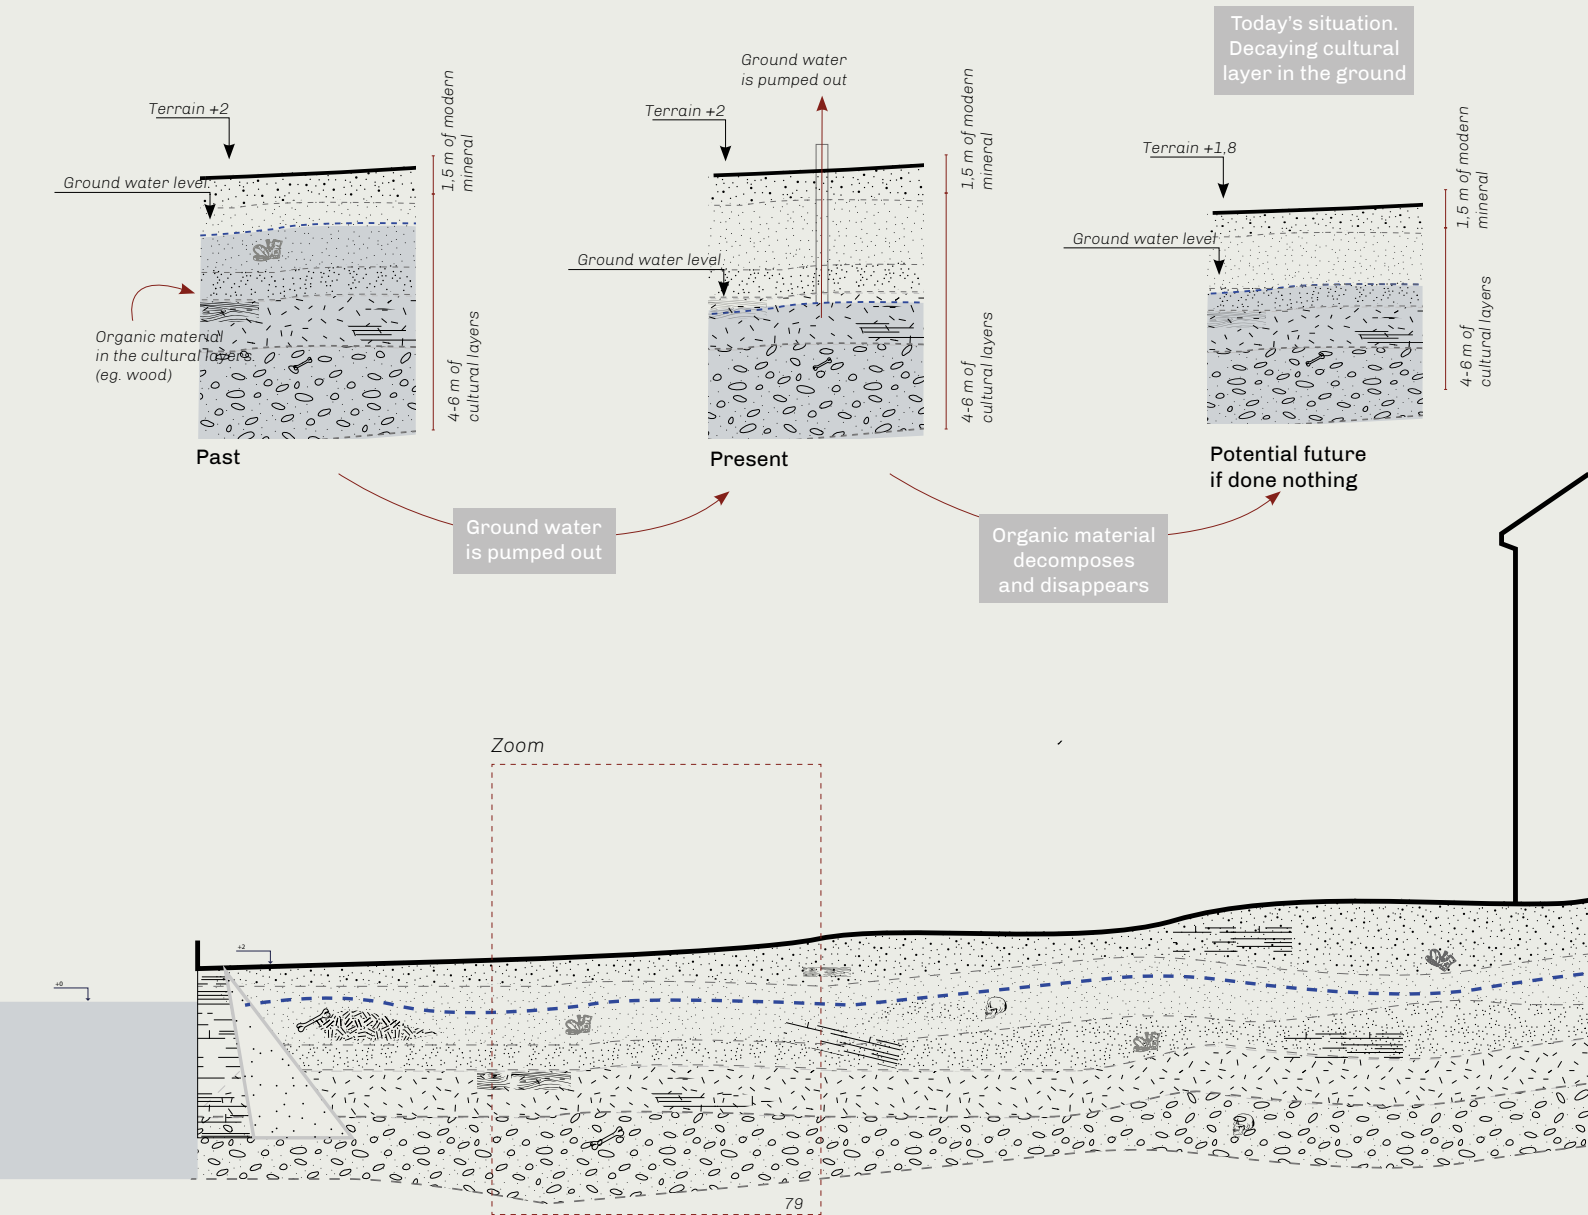 Today's situation.
Decaying cultural
layer in the ground
Ground water
is pumped out
Terrain +2
Ground water level.
1,5 m of modern
mineral
Organic material
in the cultural layers.
(eg. wood)
4-6 m of
cultural layers
Past
Terrain +2
Ground water level
1,5 m of modern
mineral
4-6 m of
cultural layers
Present
Terrain +1,8
Ground water level
1,5 m of modern
mineral
4-6 m of
cultural layers
Potential future
if done nothing
Ground water
is pumped out
Organic material
decomposes
and disappears
Zoom
+2
+0
79